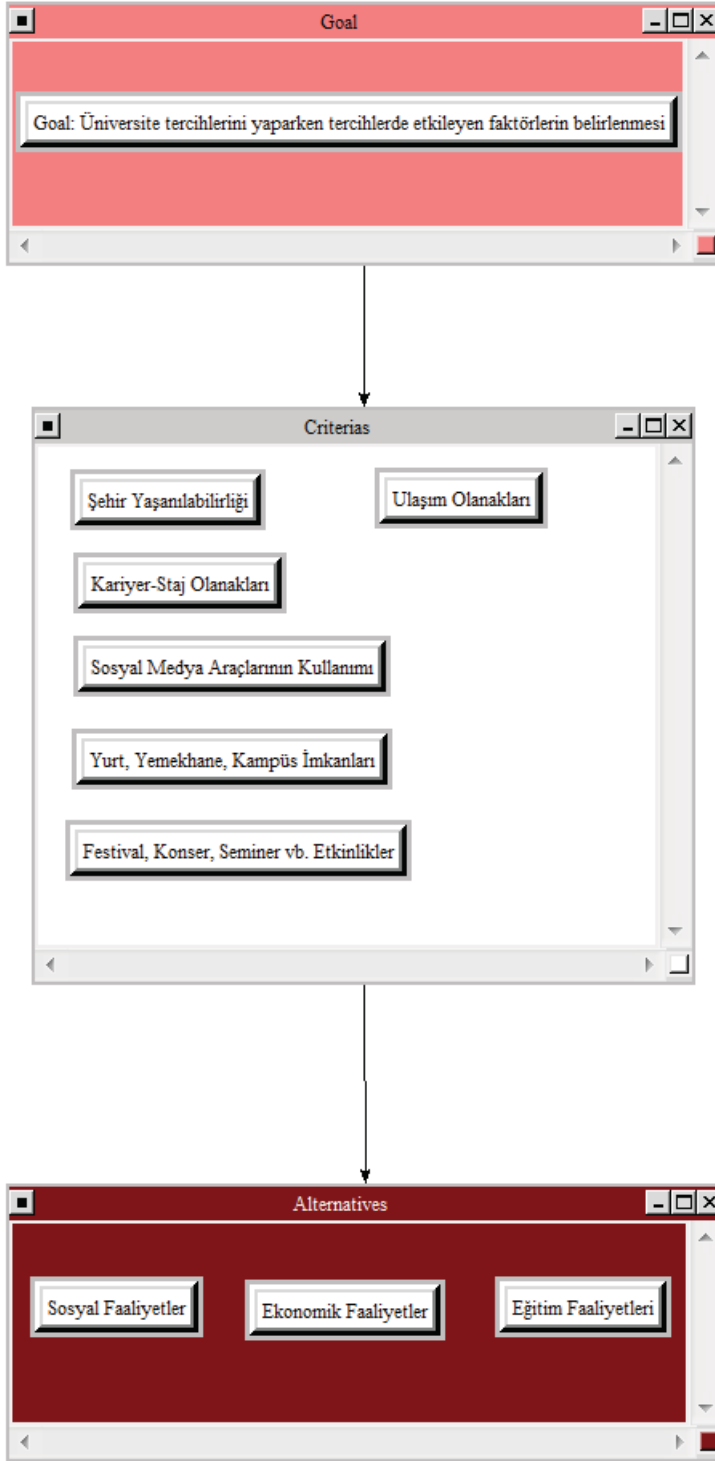 Goal
Goal: Üniversite tercihlerini yaparken tercihlerde etkileyen faktörlerin belirlenmesi
Criterias
Şehir Yaşanılabilirliği
Ulaşım Olanakları
Kariyer-Staj Olanakları
Sosyal Medya Araçlarının Kullanımı
Yurt, Yemekhane, Kampüs İmkanları
Festival, Konser, Seminer vb. Etkinlikler
Alternatives
Sosyal Faaliyetler
Ekonomik Faaliyetler
Eğitim Faaliyetleri